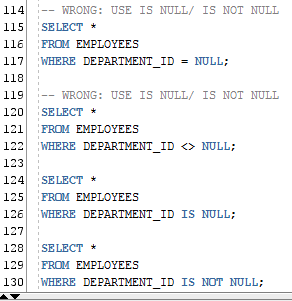 114 -- WRONG: USE IS NULL/ IS NOT NULL
115 SELECT *
116 FROM EMPLOYEES
117 WHERE DEPARTMENT_ID = NULL;
118
119 -- WRONG: USE IS NULL/ IS NOT NULL
120 SELECT *
121 FROM EMPLOYEES
122 WHERE DEPARTMENT_ID <> NULL;
123
124 SELECT *
125 FROM EMPLOYEES
126 WHERE DEPARTMENT_ID IS NULL;
127
128 SELECT *
129 FROM EMPLOYEES
130 WHERE DEPARTMENT_ID IS NOT NULL;